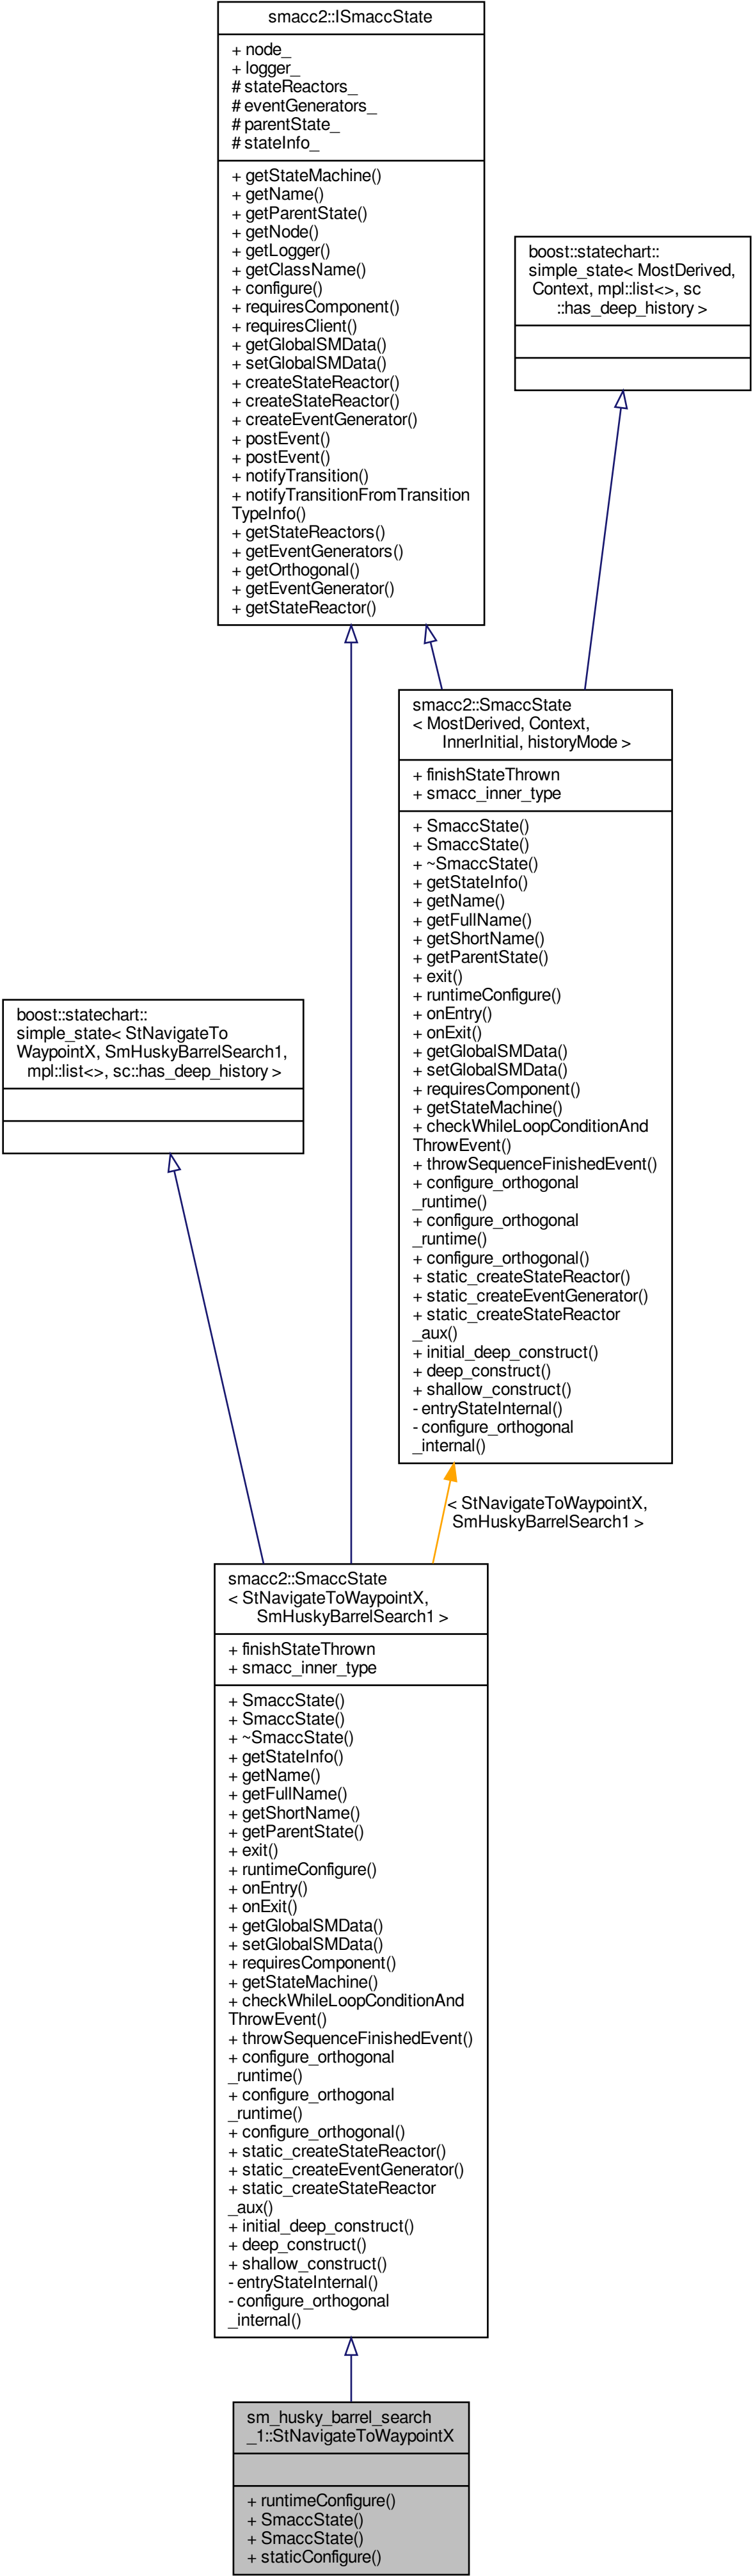 smacc2::ISmaccState
+ node_
+ logger_
# stateReactors_
# eventGenerators_
# parentState_
# stateInfo_
+ getStateMachine()
+ getName()
+ getParentState()
+ getNode()
+ getLogger()
+ getClassName()
+ configure()
+ requiresComponent()
+ requiresClient()
+ getGlobalSMData()
+ setGlobalSMData()
+ createStateReactor()
+ createStateReactor()
+ createEventGenerator()
+ postEvent()
+ postEvent()
+ notifyTransition()
+ notifyTransitionFromTransition
TypeInfo()
+ getStateReactors()
+ getEventGenerators()
+ getOrthogonal()
+ getEventGenerator()
+ getStateReactor()
boost::statechart::
simple_state< MostDerived,
Context, mpl::list<>, sc
::has_deep_history >
smacc2::SmaccState
< MostDerived, Context,
InnerInitial, historyMode >
+ finishStateThrown
+ smacc_inner_type
+ SmaccState()
+ SmaccState()
+ ~SmaccState()
+ getStateInfo()
+ getName()
+ getFullName()
+ getShortName()
+ getParentState()
+ exit()
+ runtimeConfigure()
+ onEntry()
+ onExit()
+ getGlobalSMData()
+ setGlobalSMData()
+ requiresComponent()
+ getStateMachine()
+ checkWhileLoopConditionAnd
ThrowEvent()
+ throwSequenceFinishedEvent()
+ configure_orthogonal
_runtime()
+ configure_orthogonal
_runtime()
+ configure_orthogonal()
+ static_createStateReactor()
+ static_createEventGenerator()
+ static_createStateReactor
_aux()
+ initial_deep_construct()
+ deep_construct()
+ shallow_construct()
- entryStateInternal()
- configure_orthogonal
_internal()
boost::statechart::
simple_state< StNavigateTo
WaypointX, SmHuskyBarrelSearch1,
mpl::list<>, sc::has_deep_history >
< StNavigateToWaypointX,
SmHuskyBarrelSearch1 >
smacc2::SmaccState
< StNavigateToWaypointX,
SmHuskyBarrelSearch1 >
+ finishStateThrown
+ smacc_inner_type
+ SmaccState()
+ SmaccState()
+ ~SmaccState()
+ getStateInfo()
+ getName()
+ getFullName()
+ getShortName()
+ getParentState()
+ exit()
+ runtimeConfigure()
+ onEntry()
+ onExit()
+ getGlobalSMData()
+ setGlobalSMData()
+ requiresComponent()
+ getStateMachine()
+ checkWhileLoopConditionAnd
ThrowEvent()
+ throwSequenceFinishedEvent()
+ configure_orthogonal
_runtime()
+ configure_orthogonal
_runtime()
+ configure_orthogonal()
+ static_createStateReactor()
+ static_createEventGenerator()
+ static_createStateReactor
_aux()
+ initial_deep_construct()
+ deep_construct()
+ shallow_construct()
- entryStateInternal()
- configure_orthogonal
_internal()
sm_husky_barrel_search
_1::StNavigateToWaypointX
+ runtimeConfigure()
+ SmaccState()
+ SmaccState()
+ staticConfigure()